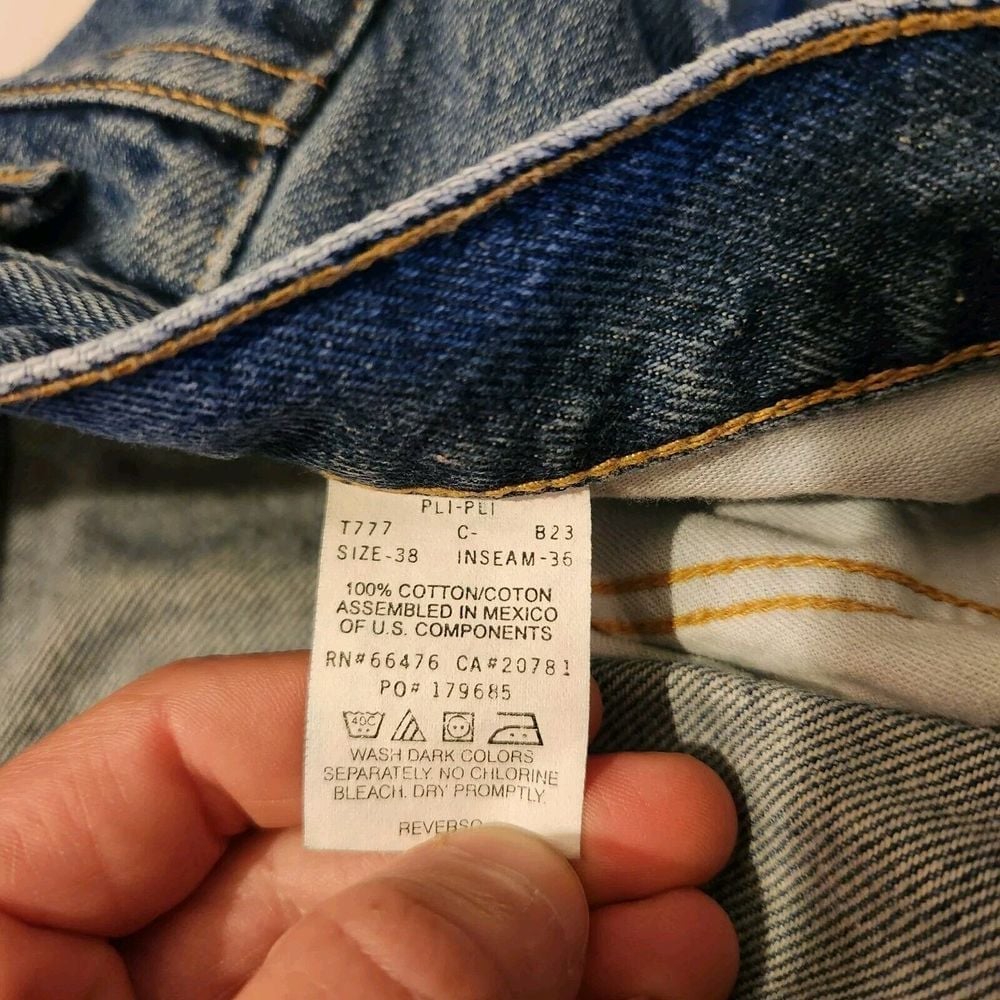 PLI-PLI
T777 C- B23
SIZE-38 INSEAM-36
100% COTTON/COTON
ASSEMBLED IN MEXICO
OF U.S. COMPONENTS
RN#66476 CA#20781
PO# 179685
40C
WASH DARK COLORS
SEPARATELY. NO CHLORINE
BLEACH. DRY PROMPTLY.
REVERSO